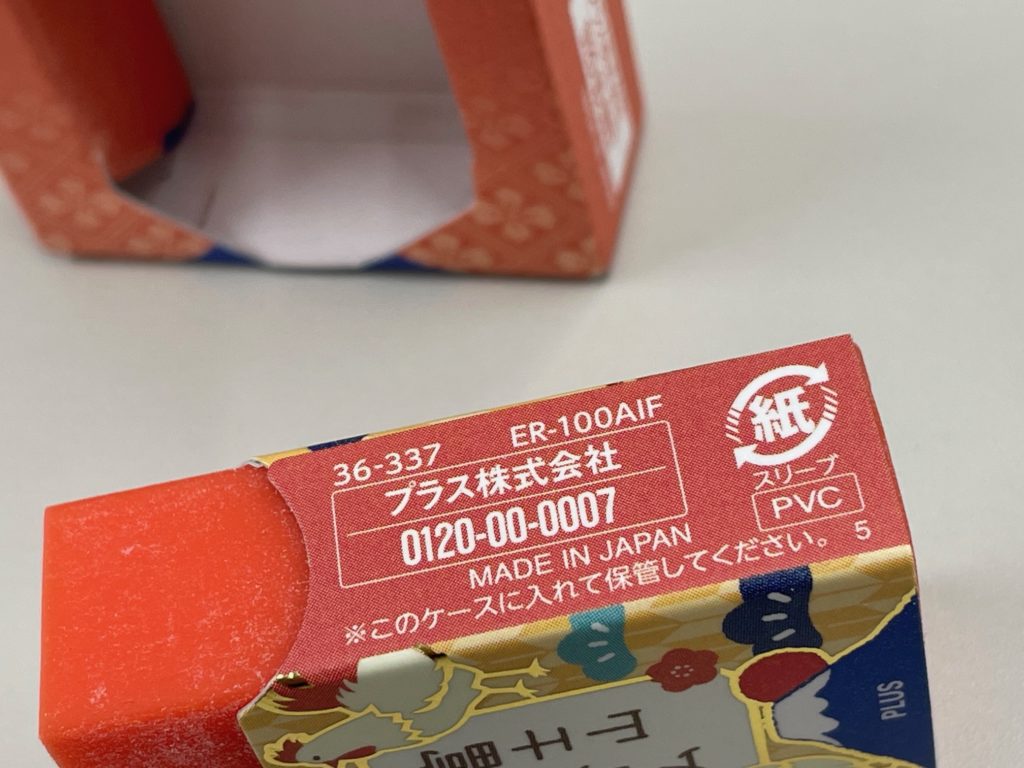 36-337 ER-100AIF
プラス株式会社
0120-00-0007
MADE IN JAPAN
※このケースに入れて保管してください。 5
紙
スリーブ
PVC
PLUS